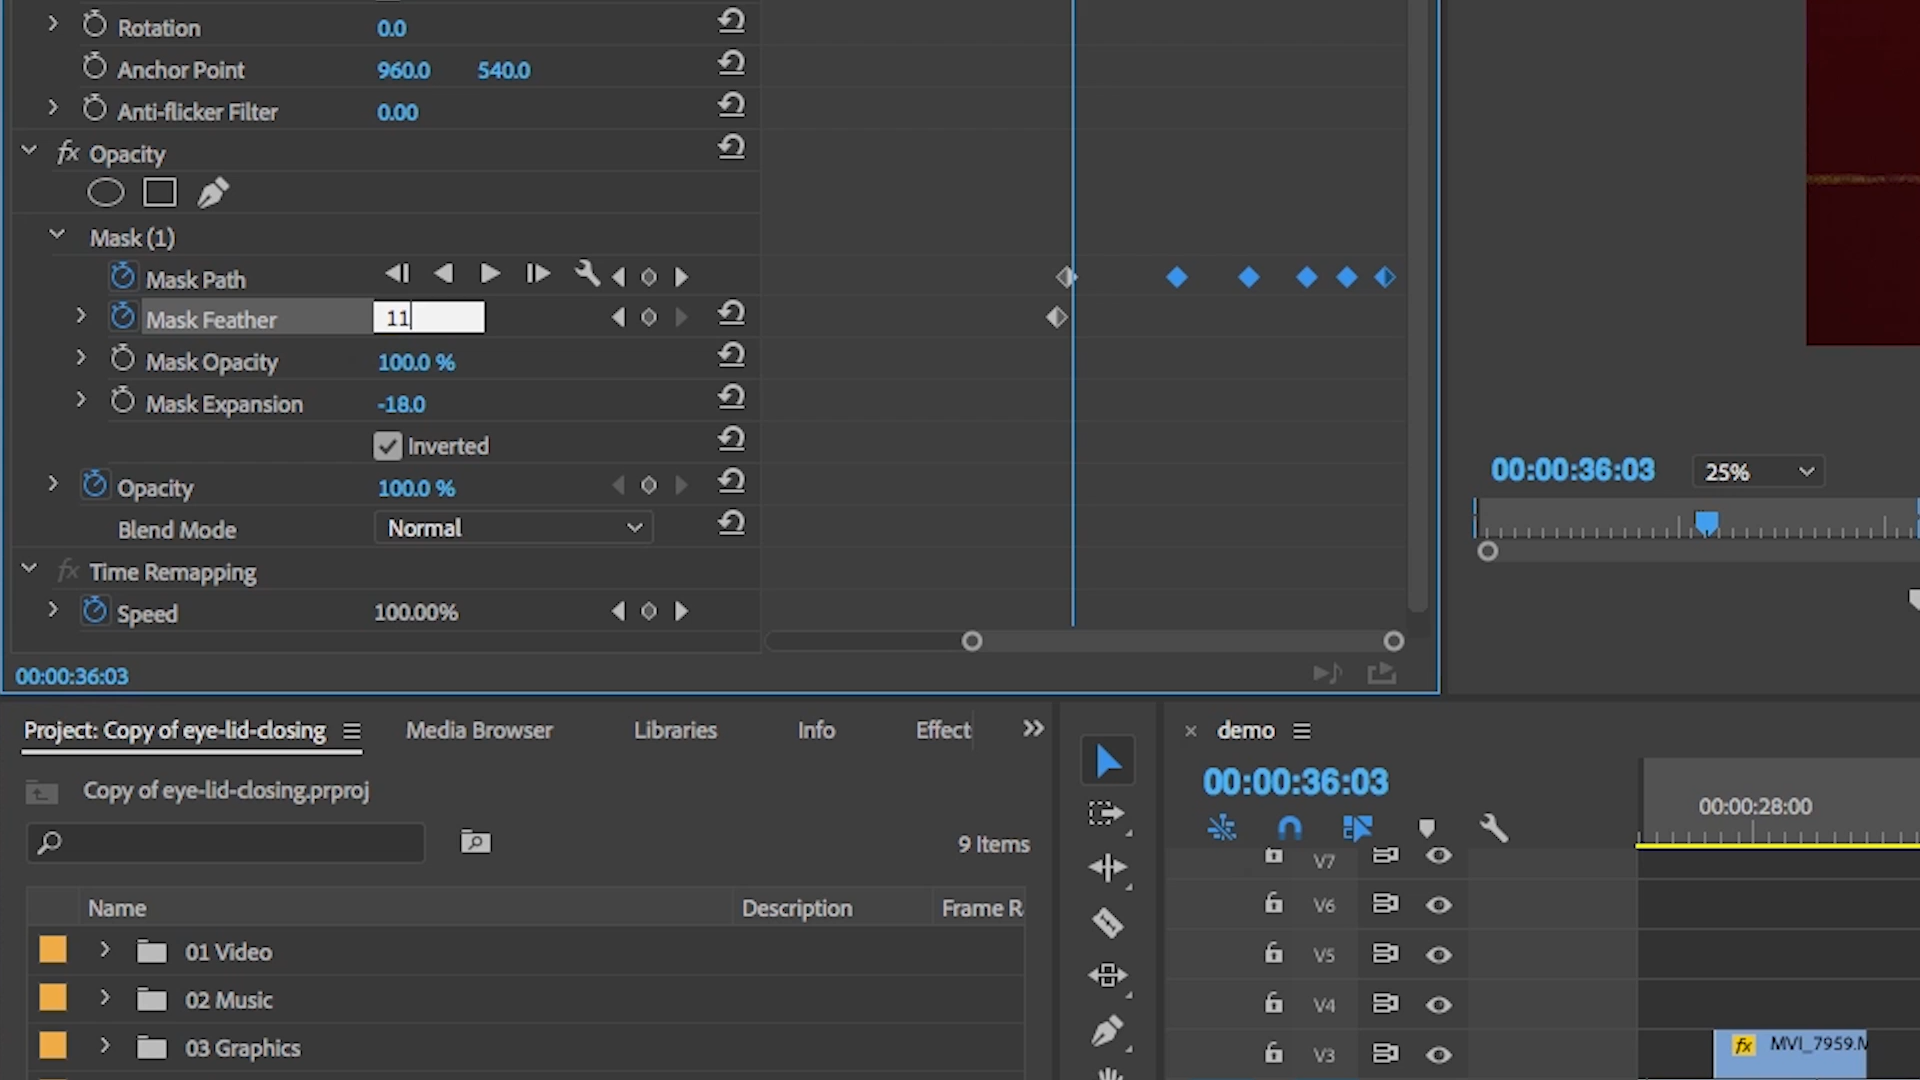 Rotation 0.0
Anchor Point 960.0 540.0
Anti-flicker Filter 0.00
fx Opacity
Mask (1)
Mask Path
Mask Feather 11
Mask Opacity 100.0 %
Mask Expansion -18.0
Inverted
Opacity 100.0 %
Blend Mode Normal
fx Time Remapping
Speed 100.00%
00:00:36:03
00:00:36:03 25%
Project: Copy of eye-lid-closing Media Browser Libraries Info Effect
Copy of eye-lid-closing.prproj
9 Items
Name Description Frame R
01 Video
02 Music
03 Graphics
demo
00:00:36:03
00:00:28:00
V7
V6
V5
V4
V3
fx MVI_7959.M